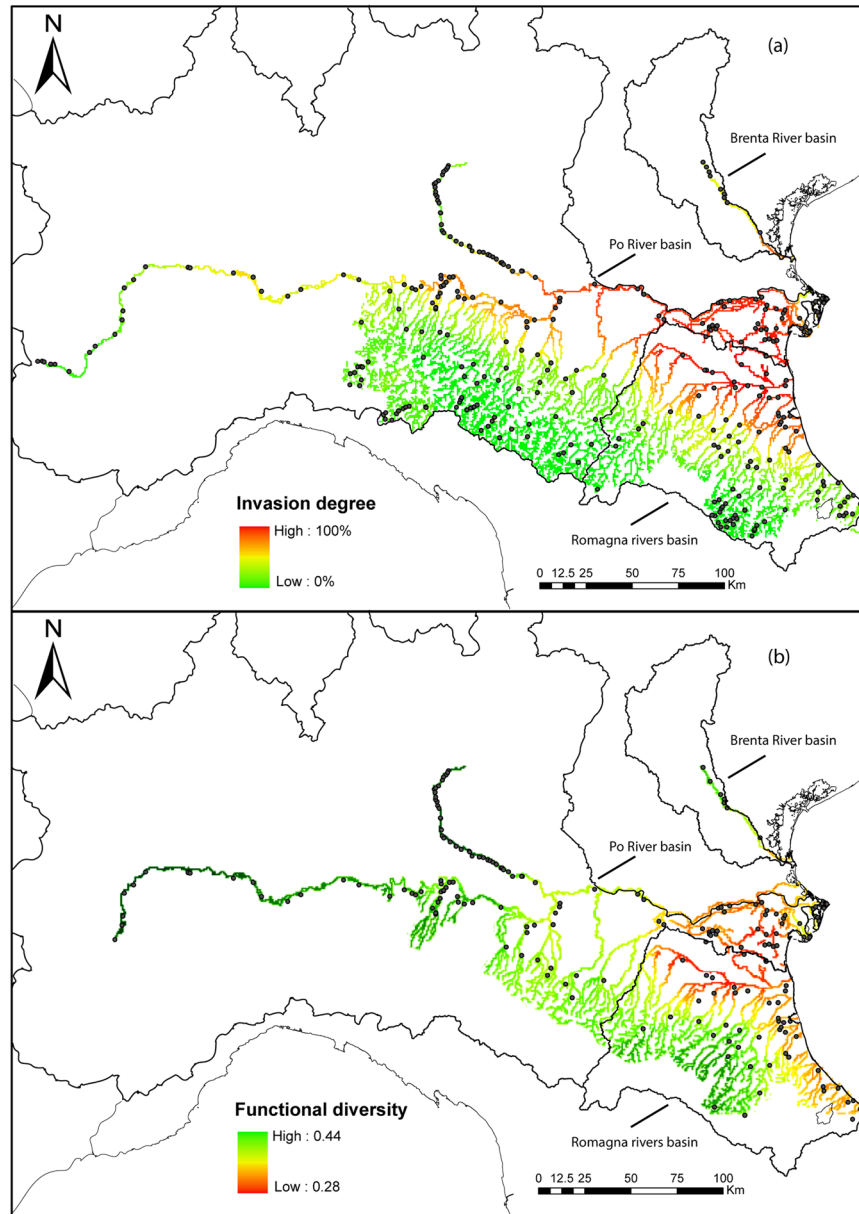 N
(a)
Brenta River basin
Po River basin
Invasion degree
High : 100%
Low : 0%
Romagna rivers basin
0 12.5 25 50 75 100
Km
N
(b)
Brenta River basin
Po River basin
Functional diversity
High : 0.44
Low : 0.28
Romagna rivers basin
0 12.5 25 50 75 100
Km